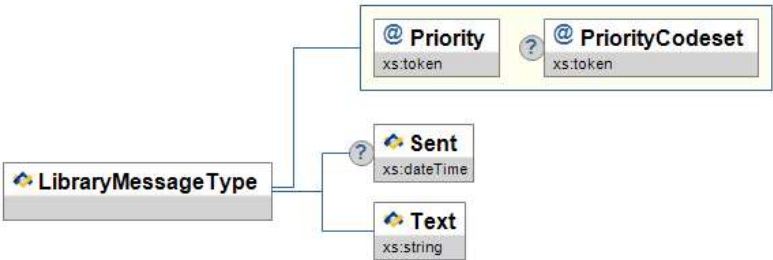 @ Priority
xs:token
? @ PriorityCodeset
xs:token
? Sent
xs:dateTime
LibraryMessageType
Text
xs:string